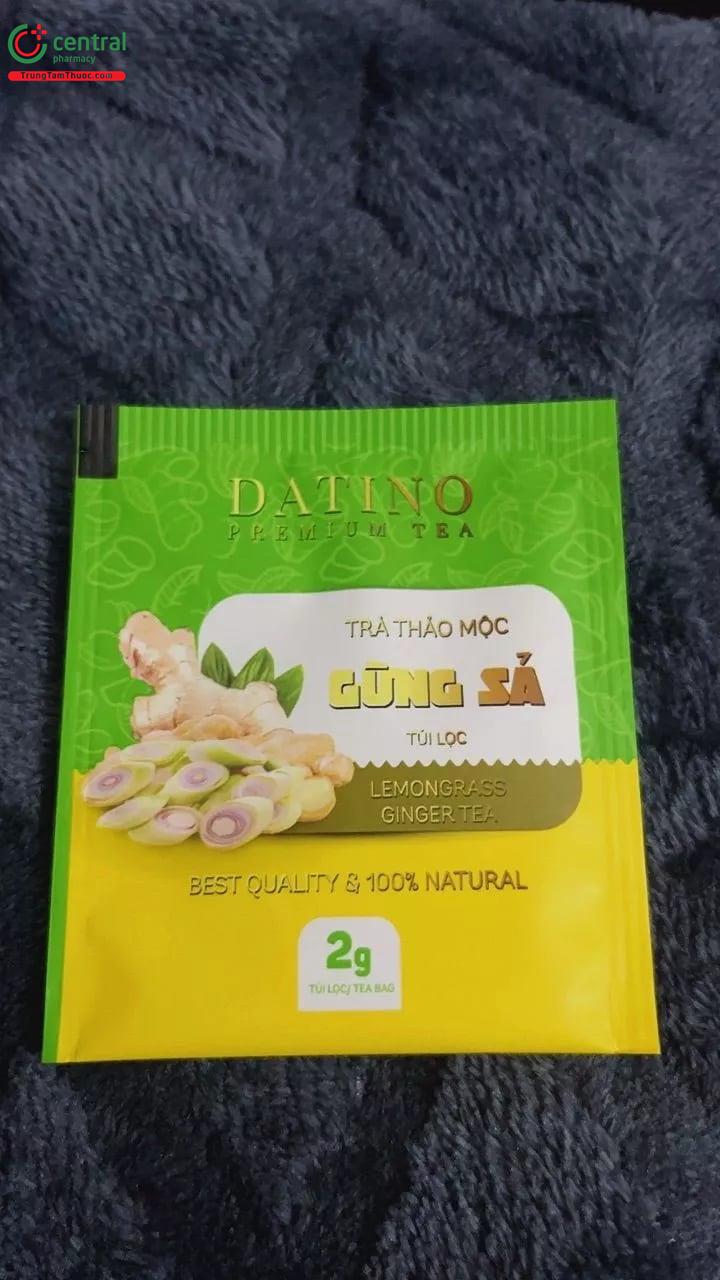 central
pharmacy
TrungTamThuoc.com
DATINO
PREMIUM TEA
TRÀ THẢO MỘC
GỪNG SẢ
TÚI LỌC
LEMONGRASS
GINGER TEA
BEST QUALITY & 100% NATURAL
2g
TÚI LỌC/ TEA BAG